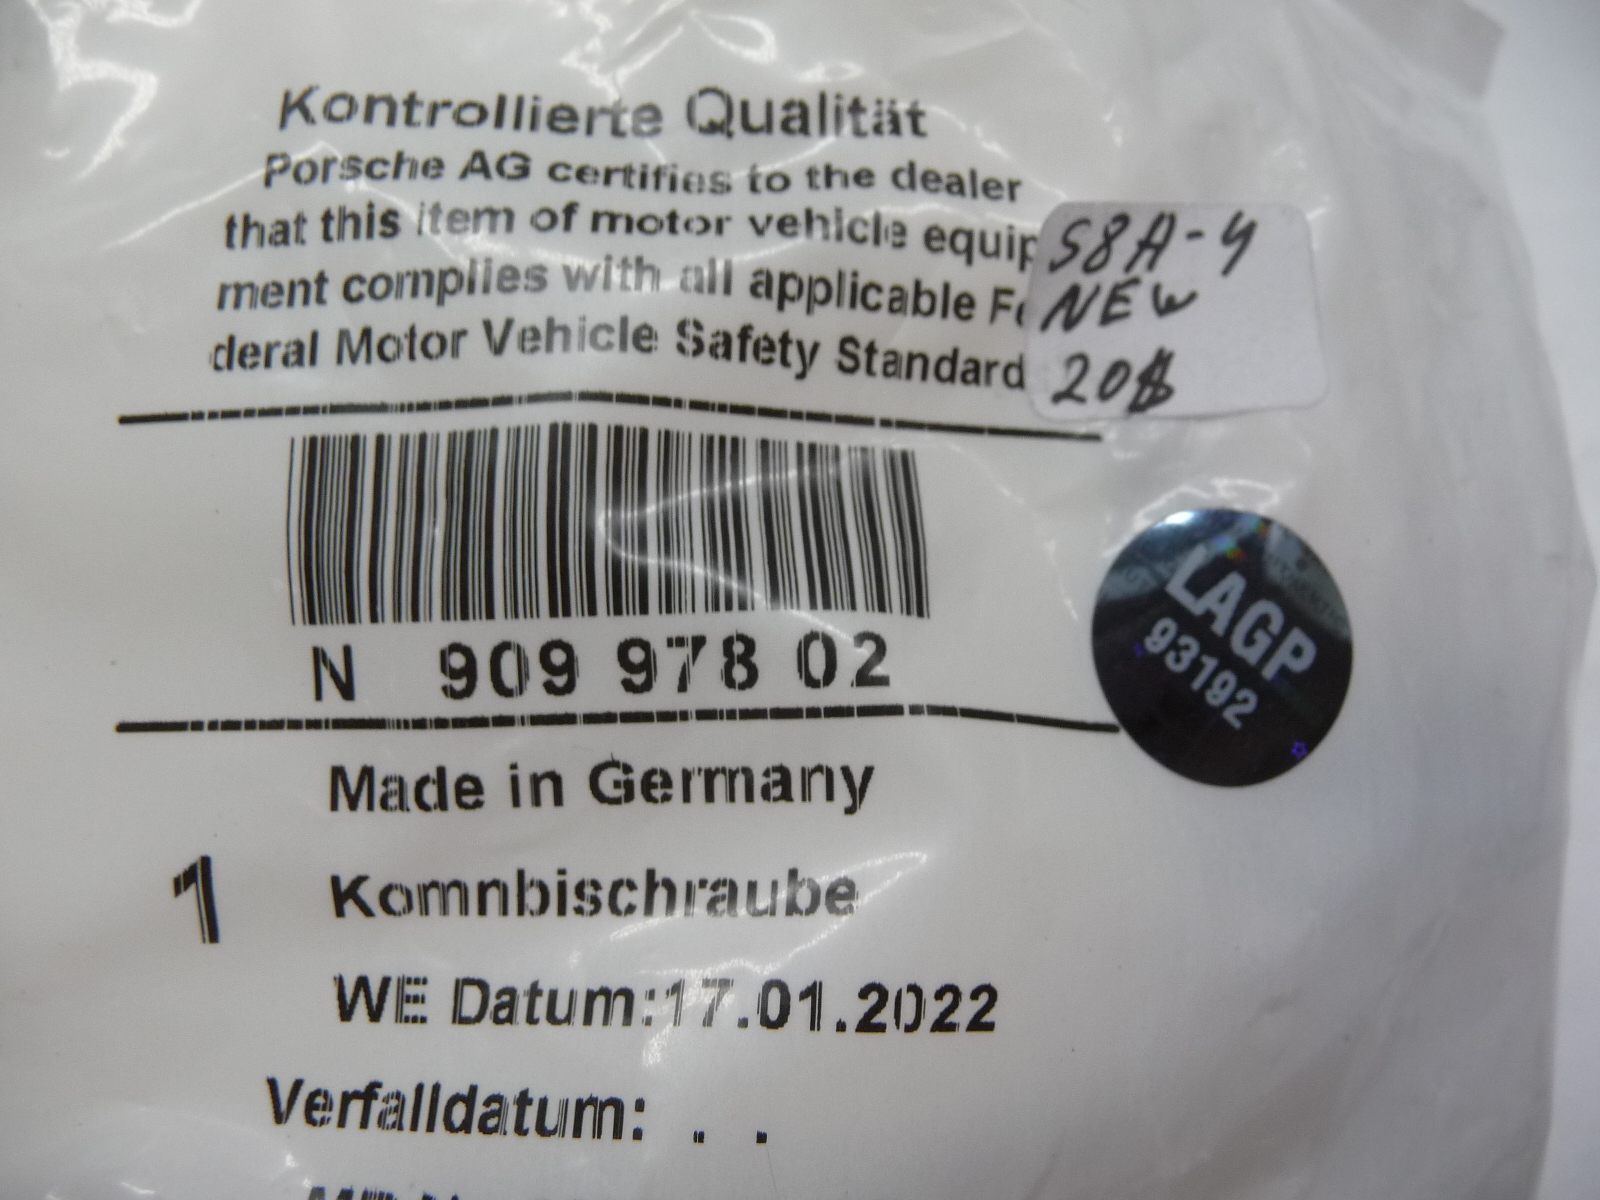 Kontrollierte Qualität
Porsche AG certifies to the dealer
that this item of motor vehicle equip
ment complies with all applicable Fe
deral Motor Vehicle Safety Standard
S8A-4
NEW
20$
N 909 978 02
LAGP
93192
Made in Germany
1 Komnbischraube
WE Datum:17.01.2022
Verfalldatum: . .